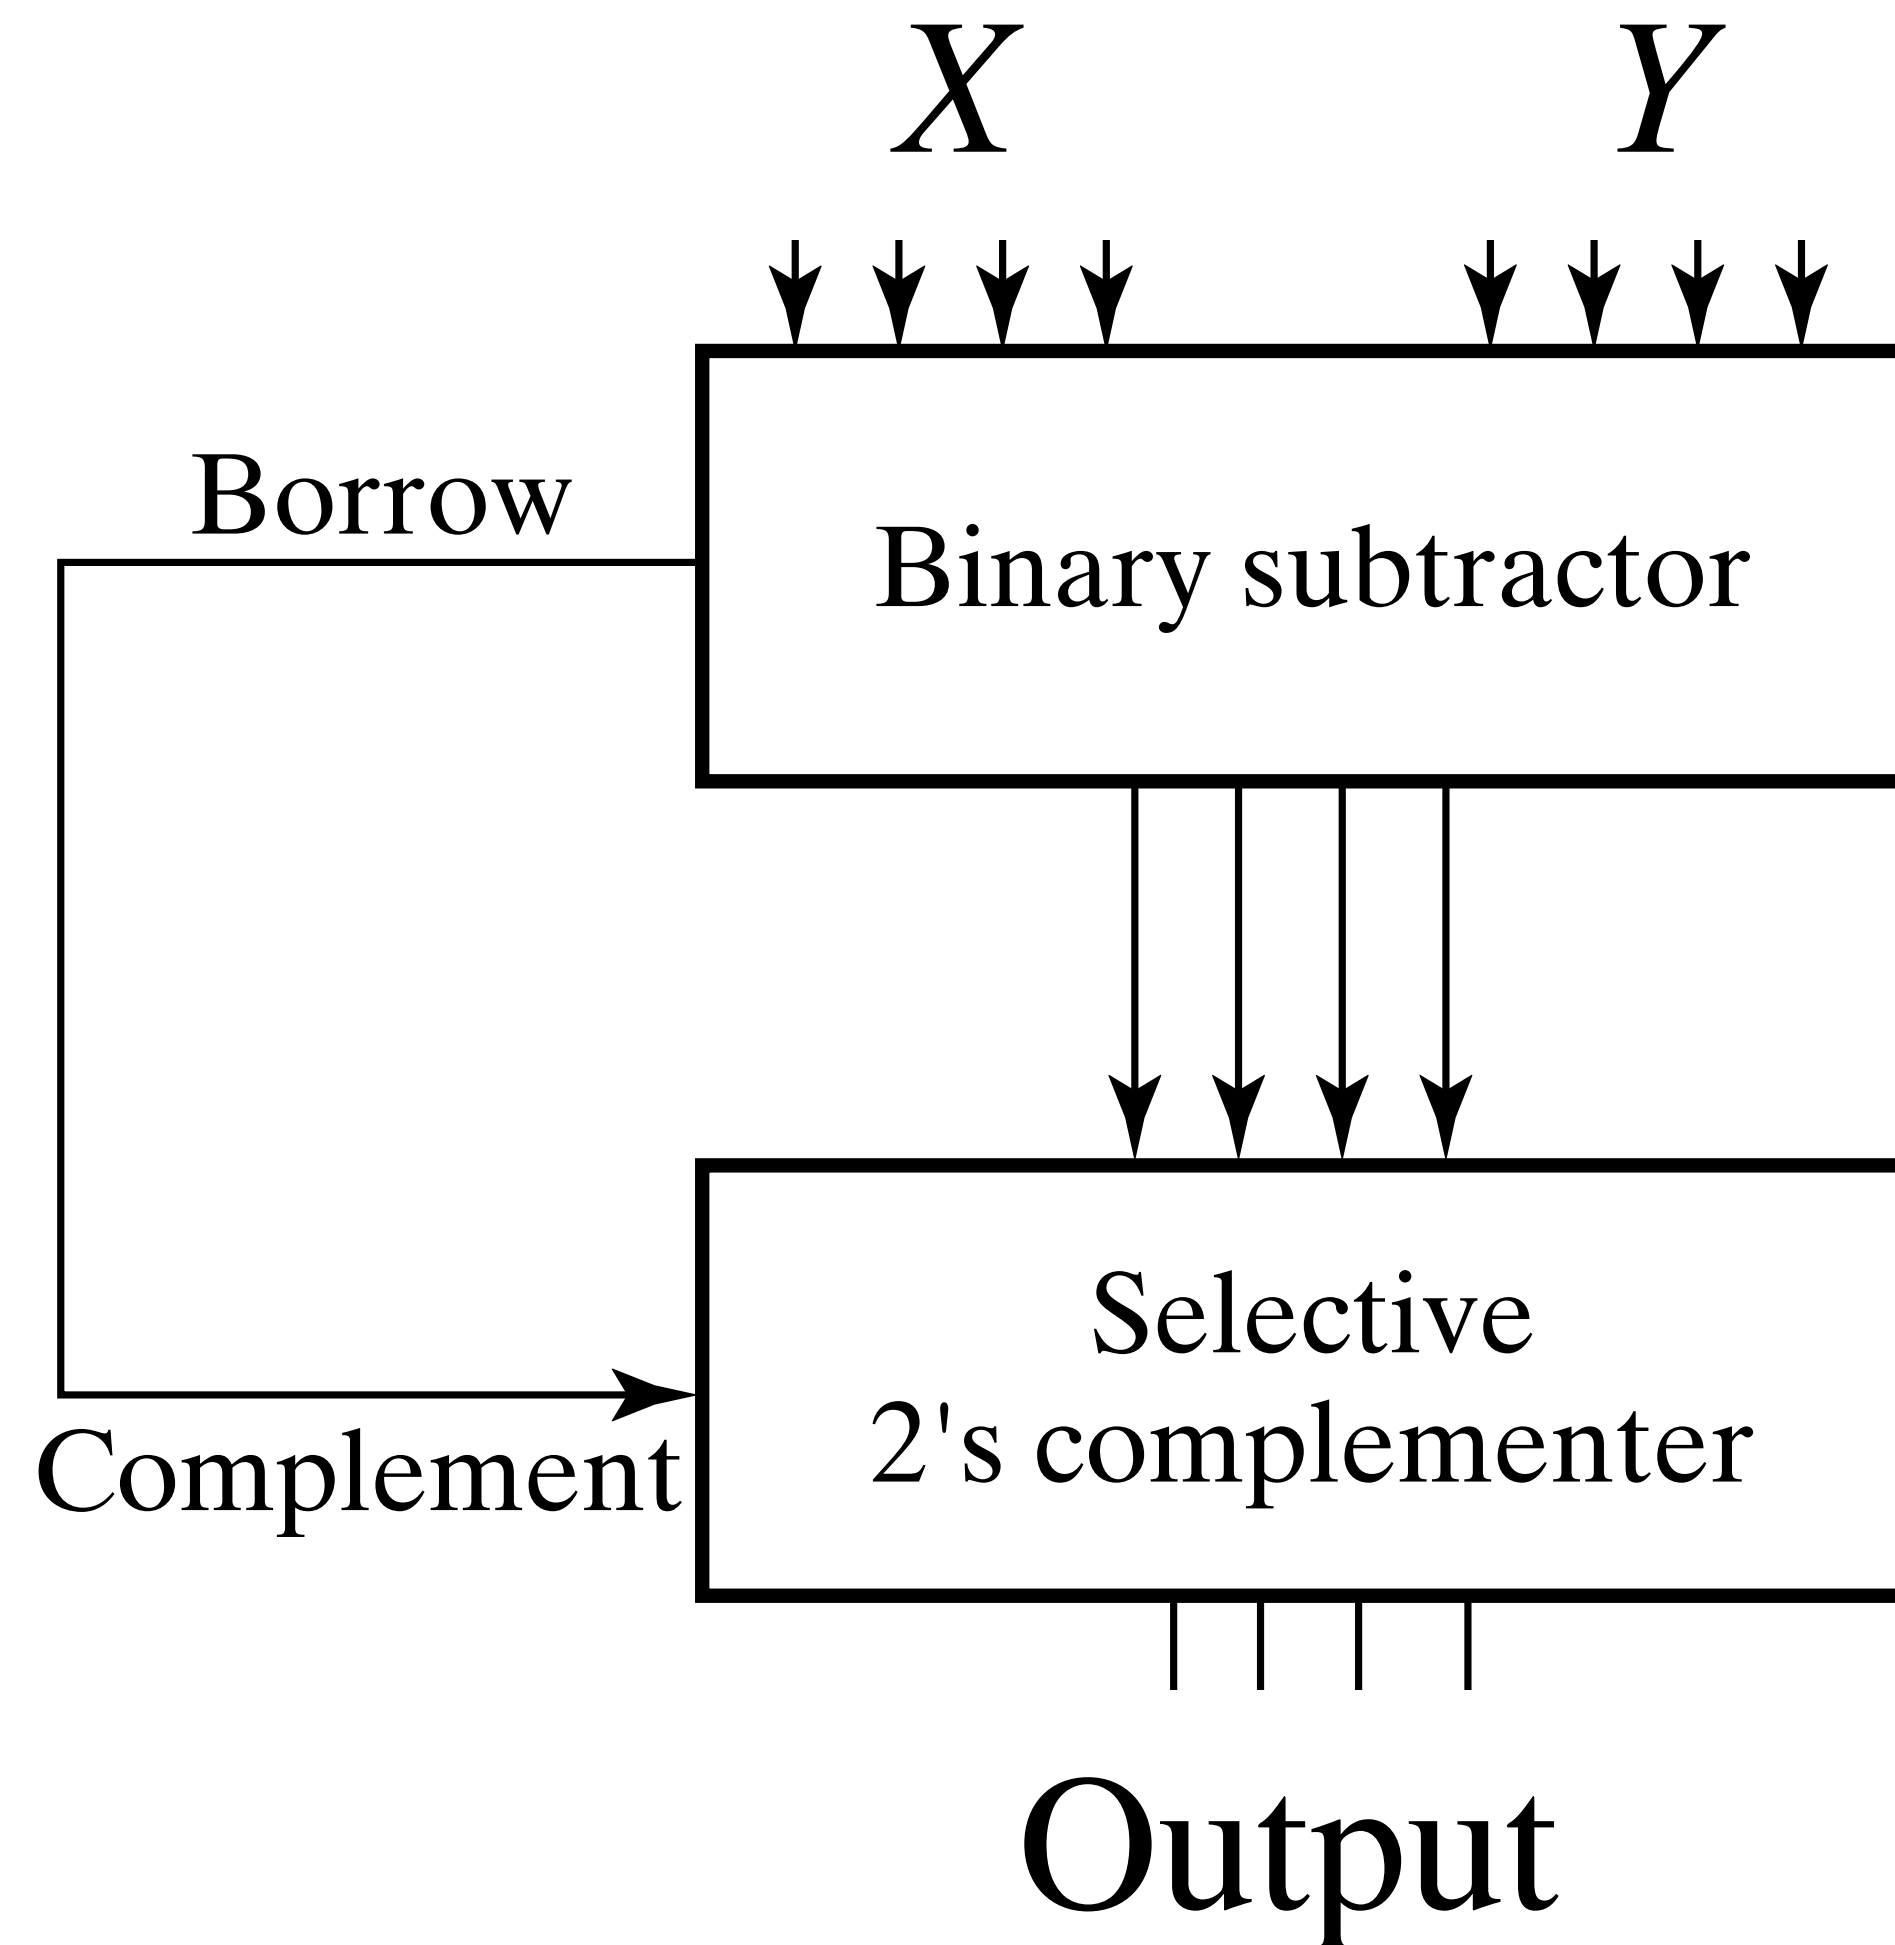 X Y
Borrow
Binary subtractor
Selective
2's complementer
Complement
Output